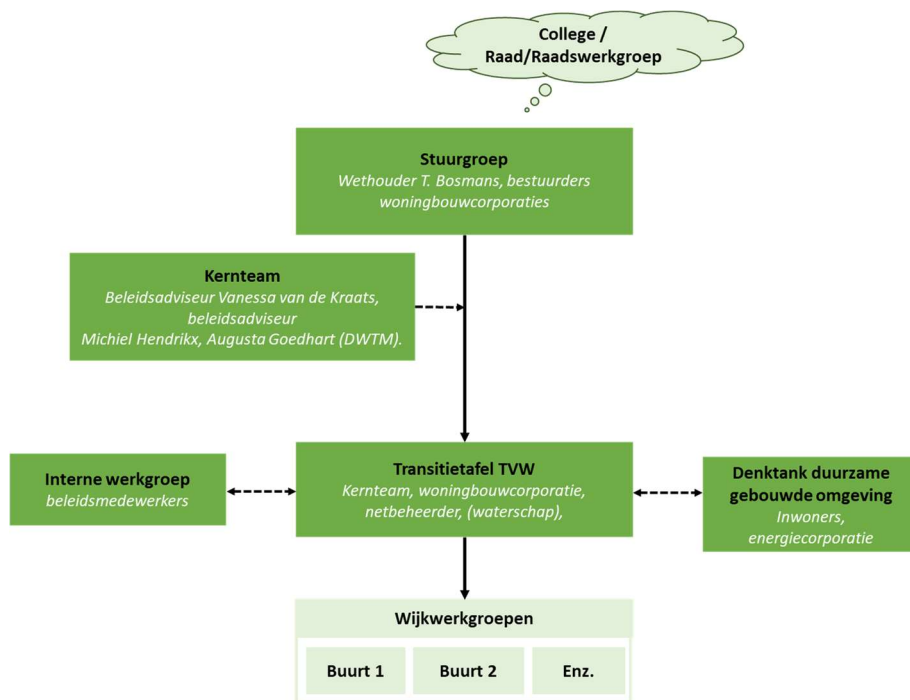 College /
Raad/Raadswerkgroep
Stuurgroep
Wethouder T. Bosmans, bestuurders
woningbouwcorporaties
Kernteam
Beleidsadviseur Vanessa van de Kraats,
beleidsadviseur
Michiel Hendrikx, Augusta Goedhart (DWTM).
Interne werkgroep
beleidsmedewerkers
Transitietafel TVW
Kernteam, woningbouwcorporatie,
netbeheerder, (waterschap),
Denktank duurzame
gebouwde omgeving
Inwoners,
energiecorporatie
Wijkwerkgroepen
Buurt 1
Buurt 2
Enz.